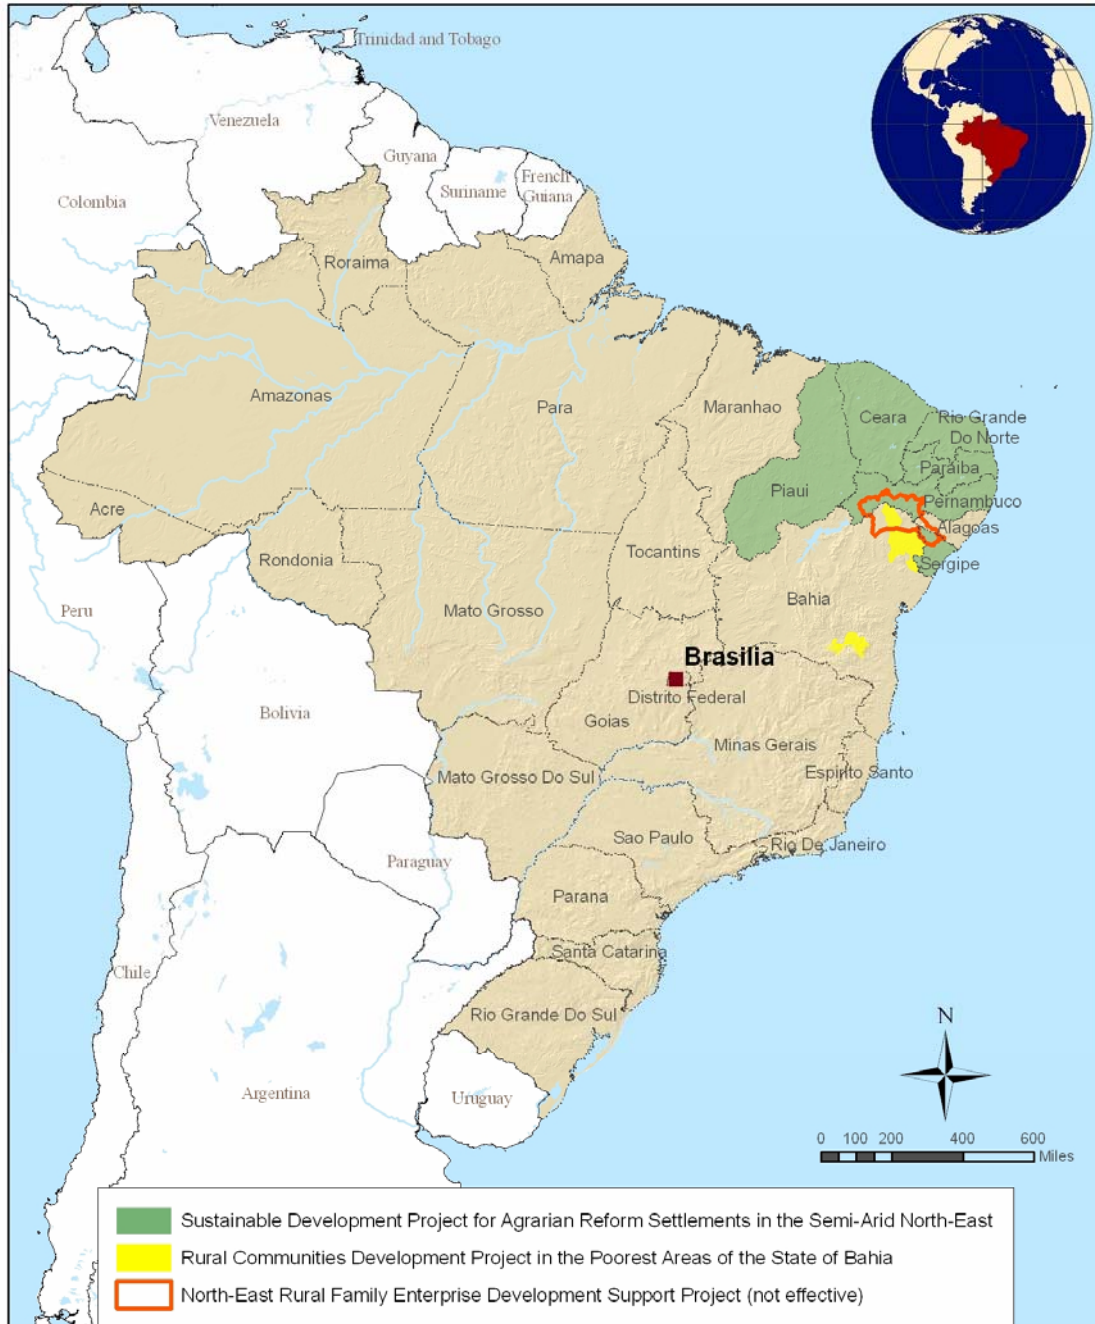 Trinidad and Tobago
Venezuela
Guyana
Suriname
French
Guiana
Colombia
Roraima
Amapa
Amazonas
Para
Maranhao
Ceara
Rio Grande
Do Norte
Paraiba
Piaui
Pernambuco
Alagoas
Acre
Rondonia
Tocantins
Sergipe
Bahia
Peru
Mato Grosso
Brasilia
Distrito Federal
Goias
Bolivia
Minas Gerais
Mato Grosso Do Sul
Espirito Santo
Sao Paulo
Rio De Janeiro
Paraguay
Parana
Santa Catarina
Chile
Rio Grande Do Sul
N
Argentina
Uruguay
0 100 200 400 600
Miles
Sustainable Development Project for Agrarian Reform Settlements in the Semi-Arid North-East
Rural Communities Development Project in the Poorest Areas of the State of Bahia
North-East Rural Family Enterprise Development Support Project (not effective)